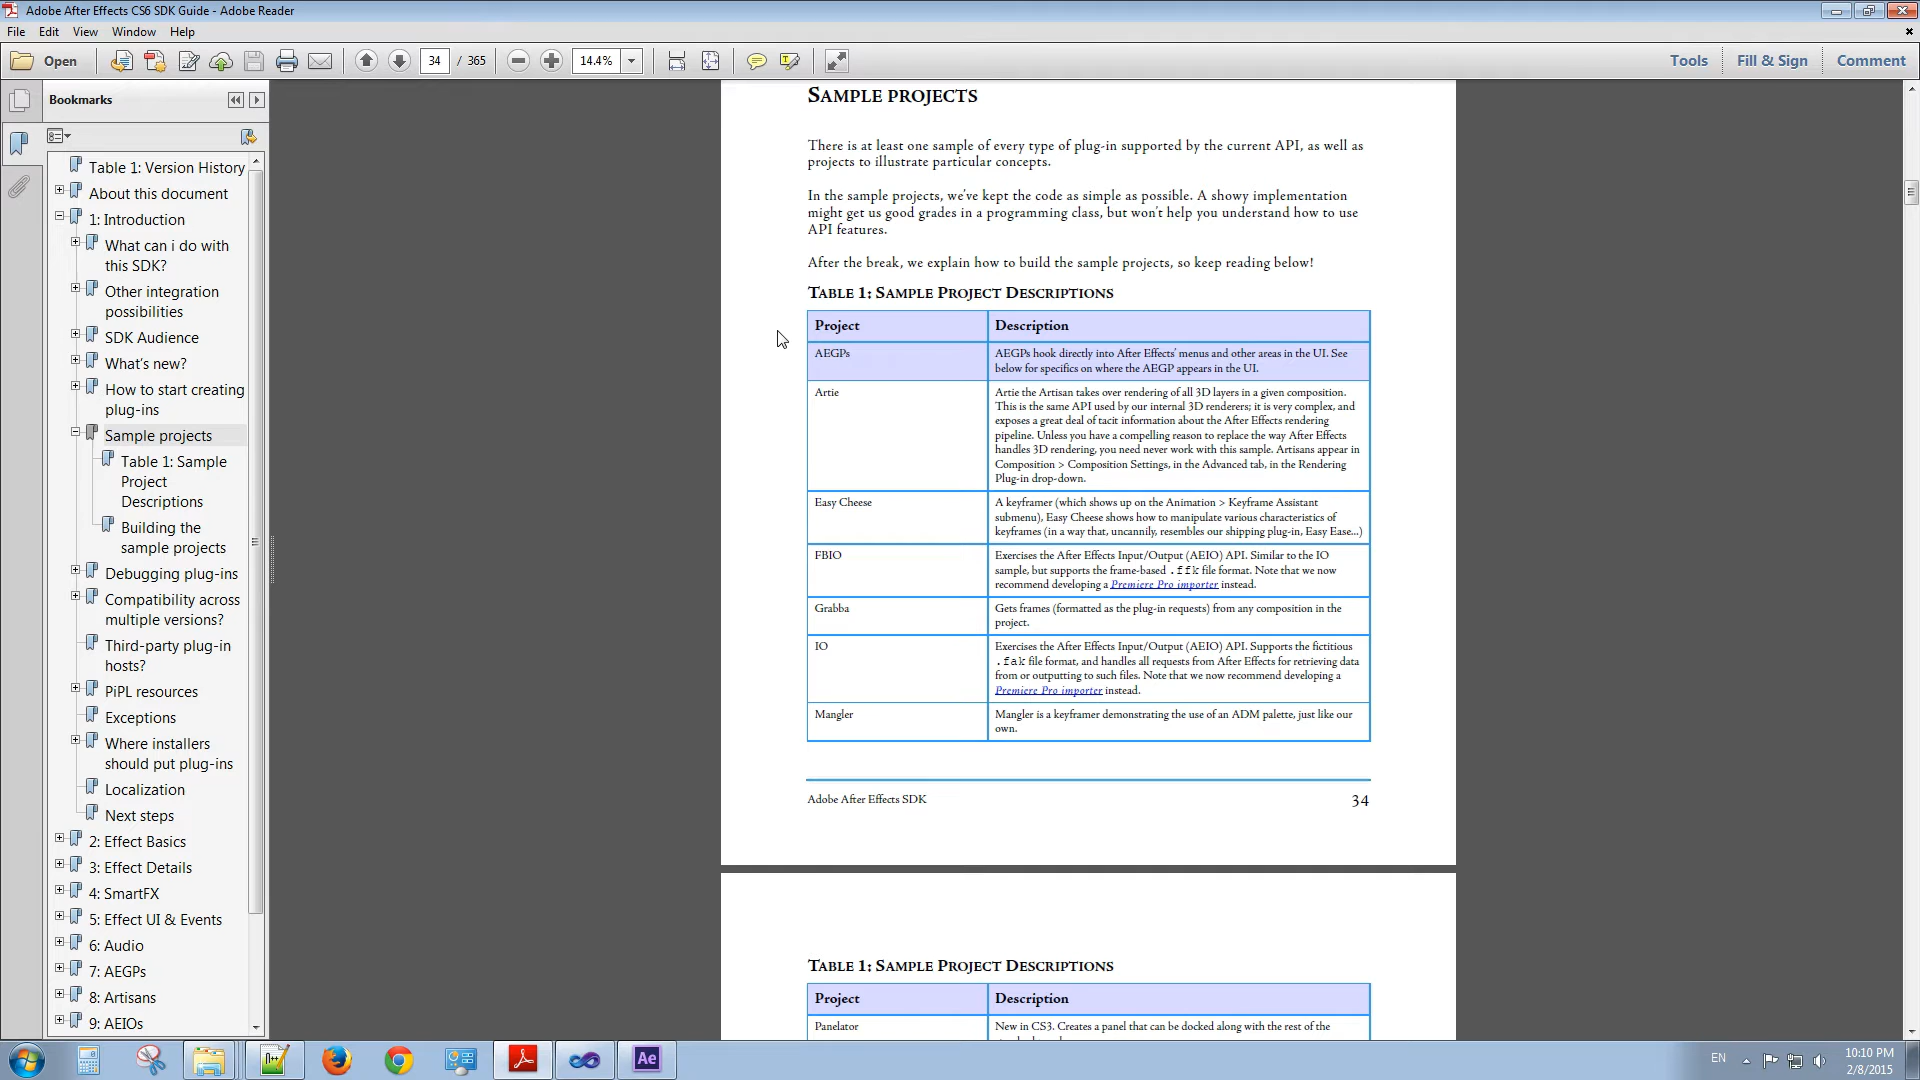 Adobe After Effects CS6 SDK Guide - Adobe Reader
File Edit View Window Help
Open 34 / 365 14.4% Tools Fill & Sign Comment
Bookmarks
Table 1: Version History
About this document
1: Introduction
What can i do with
this SDK?
Other integration
possibilities
SDK Audience
What's new?
How to start creating
plug-ins
Sample projects
Table 1: Sample
Project
Descriptions
Building the
sample projects
Debugging plug-ins
Compatibility across
multiple versions?
Third-party plug-in
hosts?
PiPL resources
Exceptions
Where installers
should put plug-ins
Localization
Next steps
2: Effect Basics
3: Effect Details
4: SmartFX
5: Effect UI & Events
6: Audio
7: AEGPs
8: Artisans
9: AEIOs
SAMPLE PROJECTS
There is at least one sample of every type of plug-in supported by the current API, as well as
projects to illustrate particular concepts.
In the sample projects, we've kept the code as simple as possible. A showy implementation
might get us good grades in a programming class, but won't help you understand how to use
API features.
After the break, we explain how to build the sample projects, so keep reading below!
TABLE 1: SAMPLE PROJECT DESCRIPTIONS
Project Description
AEGPs AEGPs hook directly into After Effects' menus and other areas in the UI. See
below for specifics on where the AEGP appears in the UI.
Artie Artie the Artisan takes over rendering of all 3D layers in a given composition.
This is the same API used by our internal 3D renderers; it is very complex, and
exposes a great deal of tacit information about the After Effects rendering
pipeline. Unless you have a compelling reason to replace the way After Effects
handles 3D rendering, you need never work with this sample. Artisans appear in
Composition > Composition Settings, in the Advanced tab, in the Rendering
Plug-in drop-down.
Easy Cheese A keyframer (which shows up on the Animation > Keyframe Assistant
submenu), Easy Cheese shows how to manipulate various characteristics of
keyframes (in a way that, uncannily, resembles our shipping plug-in, Easy Ease...)
FBIO Exercises the After Effects Input/Output (AEIO) API. Similar to the IO
sample, but supports the frame-based .ffk file format. Note that we now
recommend developing a Premiere Pro importer instead.
Grabba Gets frames (formatted as the plug-in requests) from any composition in the
project.
IO Exercises the After Effects Input/Output (AEIO) API. Supports the fictitious
.fak file format, and handles all requests from After Effects for retrieving data
from or outputting to such files. Note that we now recommend developing a
Premiere Pro importer instead.
Mangler Mangler is a keyframer demonstrating the use of an ADM palette, just like our
own.
Adobe After Effects SDK 34
TABLE 1: SAMPLE PROJECT DESCRIPTIONS
Project Description
Panelator New in CS3. Creates a panel that can be docked along with the rest of the
n++
Ae
EN
10:10 PM
2/8/2015